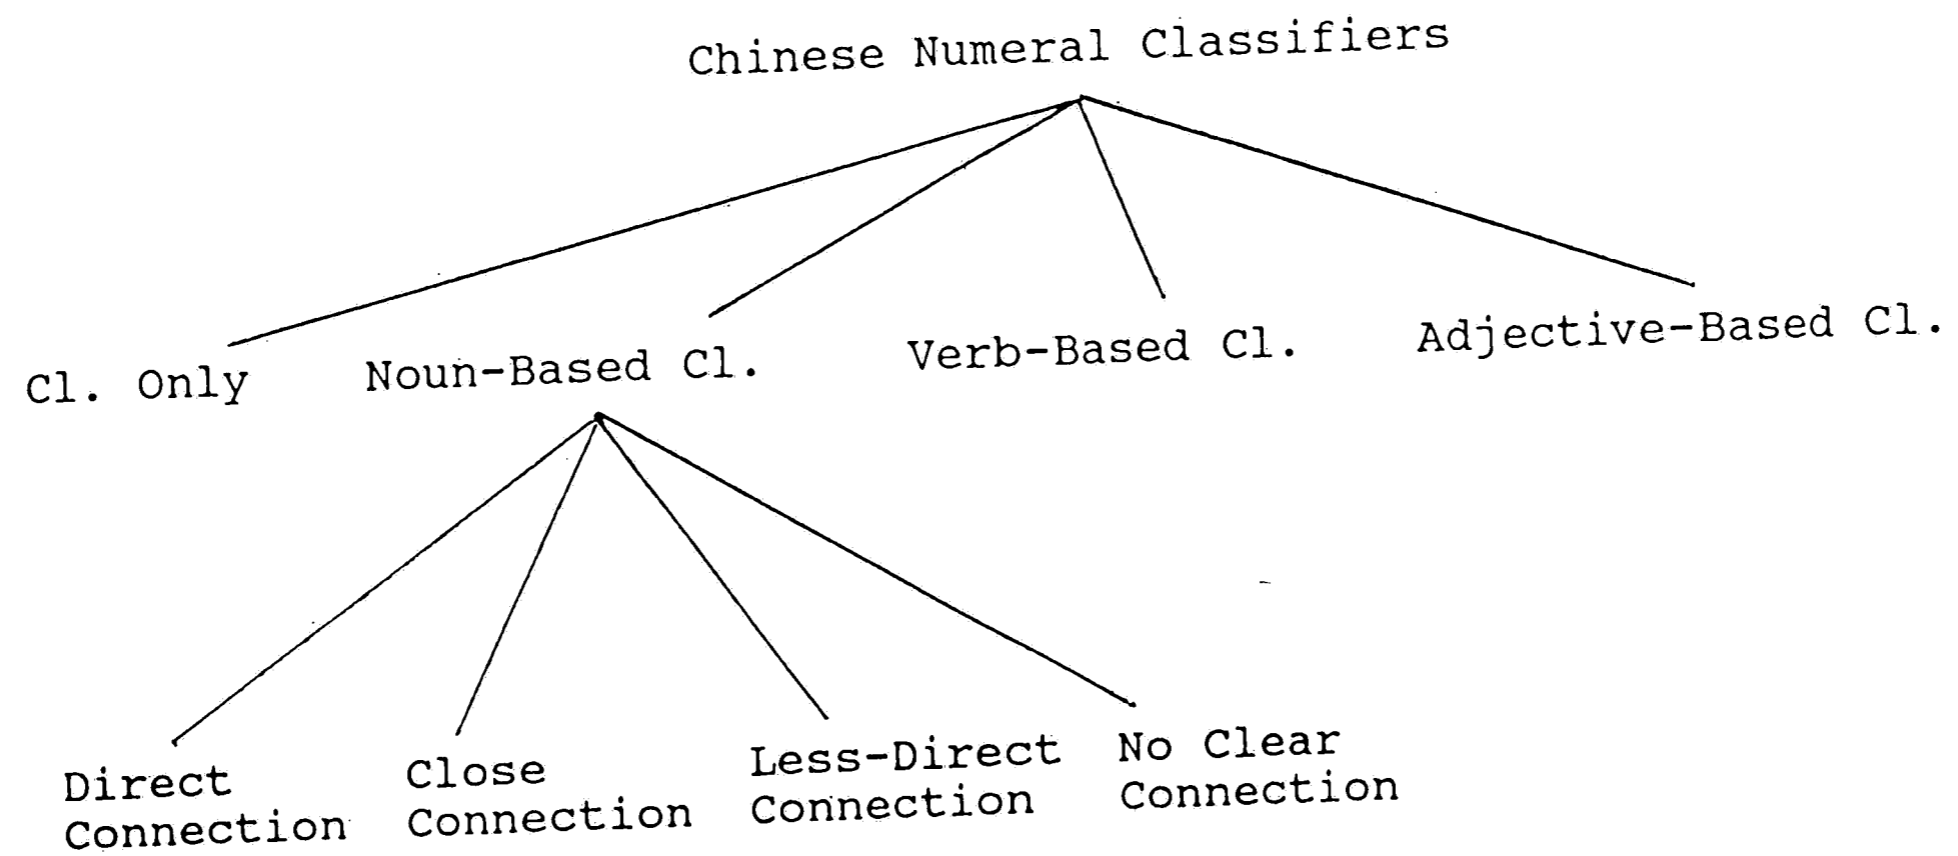 Chinese Numeral Classifiers
Cl. Only
Noun-Based Cl.
Verb-Based Cl.
Adjective-Based Cl.
Direct
Connection
Close
Connection
Less-Direct
Connection
No Clear
Connection